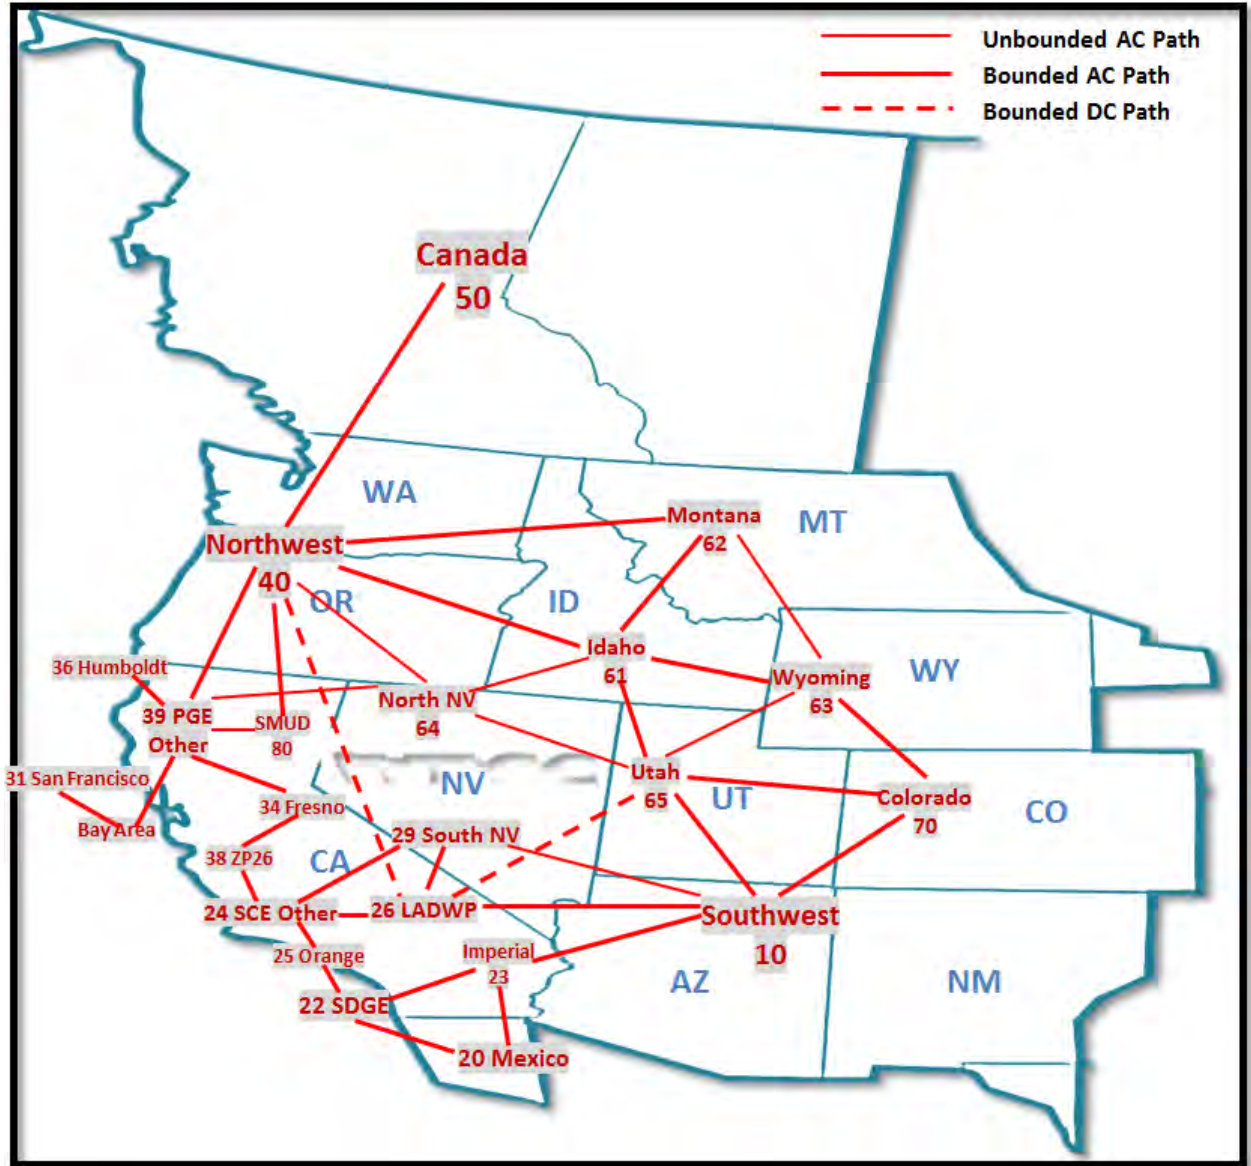 Unbounded AC Path
Bounded AC Path
Bounded DC Path
Canada
50
WA
Montana
62
MT
Northwest
40
OR
ID
Idaho
61
36 Humboldt
Wyoming
63
WY
North NV
64
39 PGE
Other
SMUD
80
31 San Francisco
NV
Utah
65
UT
Colorado
70
CO
34 Fresno
Bay Area
29 South NV
38 ZP26
CA
24 SCE Other
26 LADWP
Southwest
10
25 Orange
Imperial
23
AZ
NM
22 SDGE
20 Mexico